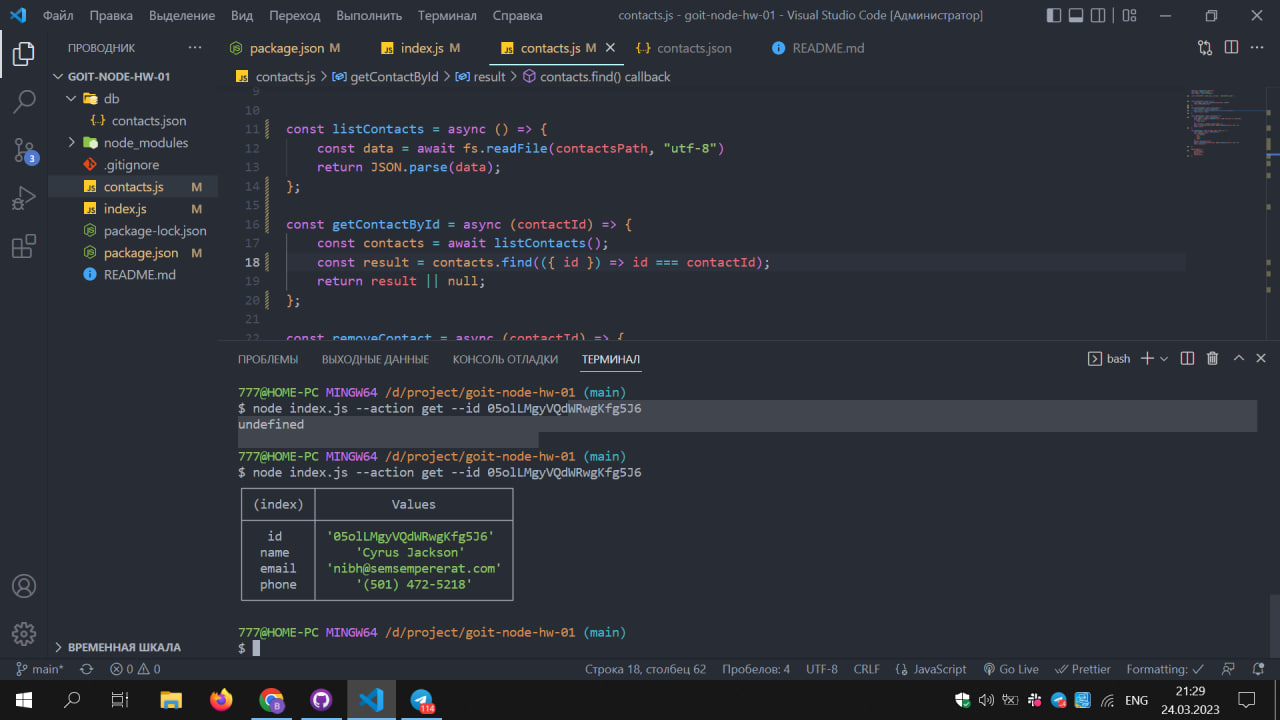 Файл Правка Выделение Вид Переход Выполнить Терминал Справка contacts.js - goit-node-hw-01 - Visual Studio Code [Администратор]
ПРОВОДНИК
package.json M index.js M contacts.js M contacts.json README.md
GOIT-NODE-HW-01
db
contacts.json
node_modules
.gitignore
contacts.js M
index.js M
package-lock.json
package.json M
README.md
contacts.js > getContactById > result > contacts.find() callback
9
10
11 const listContacts = async () => {
12 const data = await fs.readFile(contactsPath, "utf-8")
13 return JSON.parse(data);
14 };
15
16 const getContactById = async (contactId) => {
17 const contacts = await listContacts();
18 const result = contacts.find(({ id }) => id === contactId);
19 return result || null;
20 };
21
22 const removeContact = async (contactId) => {
ПРОБЛЕМЫ ВЫХОДНЫЕ ДАННЫЕ КОНСОЛЬ ОТЛАДКИ ТЕРМИНАЛ bash
777@HOME-PC MINGW64 /d/project/goit-node-hw-01 (main)
$ node index.js --action get --id 05olLMgyVQdWRwgKfg5J6
undefined
777@HOME-PC MINGW64 /d/project/goit-node-hw-01 (main)
$ node index.js --action get --id 05olLMgyVQdWRwgKfg5J6
(index) Values
id '05olLMgyVQdWRwgKfg5J6'
name 'Cyrus Jackson'
email 'nibh@semsempererat.com'
phone '(501) 472-5218'
777@HOME-PC MINGW64 /d/project/goit-node-hw-01 (main)
$
3
ВРЕМЕННАЯ ШКАЛА
main* 0 0 Строка 18, столбец 62 Пробелов: 4 UTF-8 CRLF JavaScript Go Live Prettier Formatting:
B 114 ENG 21:29
24.03.2023